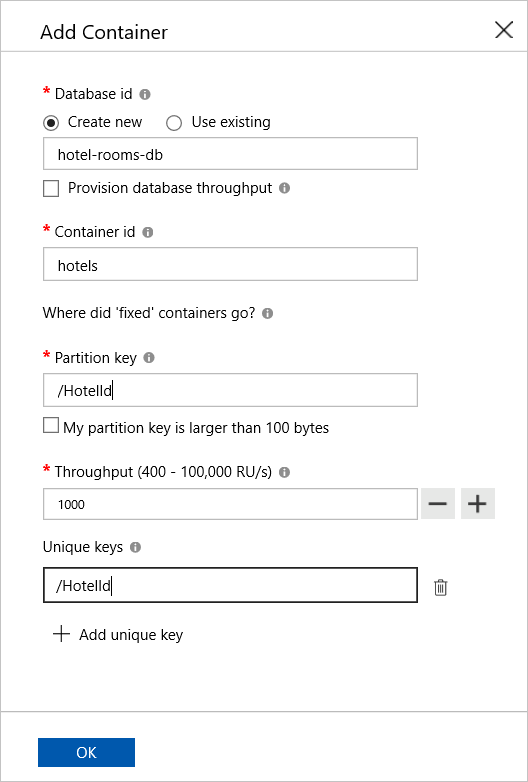 Add Container
* Database id
Create new Use existing
hotel-rooms-db
Provision database throughput
* Container id
hotels
Where did 'fixed' containers go?
* Partition key
/HotelId
My partition key is larger than 100 bytes
* Throughput (400 - 100,000 RU/s)
1000
Unique keys
/HotelId
Add unique key
OK